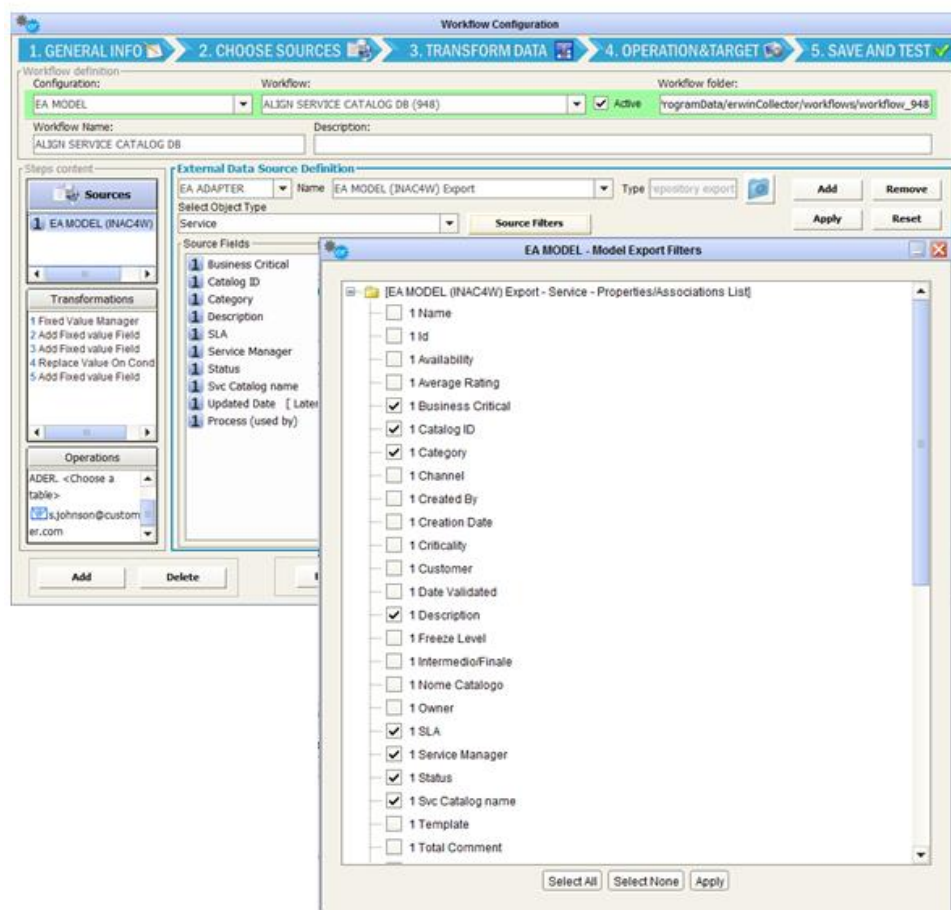 Workflow Configuration
1. GENERAL INFO
2. CHOOSE SOURCES
3. TRANSFORM DATA
4. OPERATION&TARGET
5. SAVE AND TEST
Workflow definition
Configuration:
Workflow:
Workflow folder:
EA MODEL
ALIGN SERVICE CATALOG DB (948)
Active
rogramData/erwinCollector/workflows/workflow_948
Workflow Name:
Description:
ALIGN SERVICE CATALOG DB
Steps content
Sources
1 EA MODEL (INAC4W)
Transformations
1 Fixed Value Manager
2 Add Fixed value Field
3 Add Fixed value Field
4 Replace Value On Cond
5 Add Fixed value Field
Operations
ADER. <Choose a
table>
s.johnson@custom
er.com
External Data Source Definition
EA ADAPTER
Name
EA MODEL (INAC4W) Export
Type
repository export
Add
Remove
Select Object Type
Service
Source Filters
Apply
Reset
Source Fields
1 Business Critical
1 Catalog ID
1 Category
1 Description
1 SLA
1 Service Manager
1 Status
1 Svc Catalog name
1 Updated Date [ Later
1 Process (used by)
Add
Delete
EA MODEL - Model Export Filters
[EA MODEL (INAC4W) Export - Service - Properties/Associations List]
1 Name
1 Id
1 Availability
1 Average Rating
1 Business Critical
1 Catalog ID
1 Category
1 Channel
1 Created By
1 Creation Date
1 Criticality
1 Customer
1 Date Validated
1 Description
1 Freeze Level
1 Intermedio/Finale
1 Nome Catalogo
1 Owner
1 SLA
1 Service Manager
1 Status
1 Svc Catalog name
1 Template
1 Total Comment
Select All
Select None
Apply